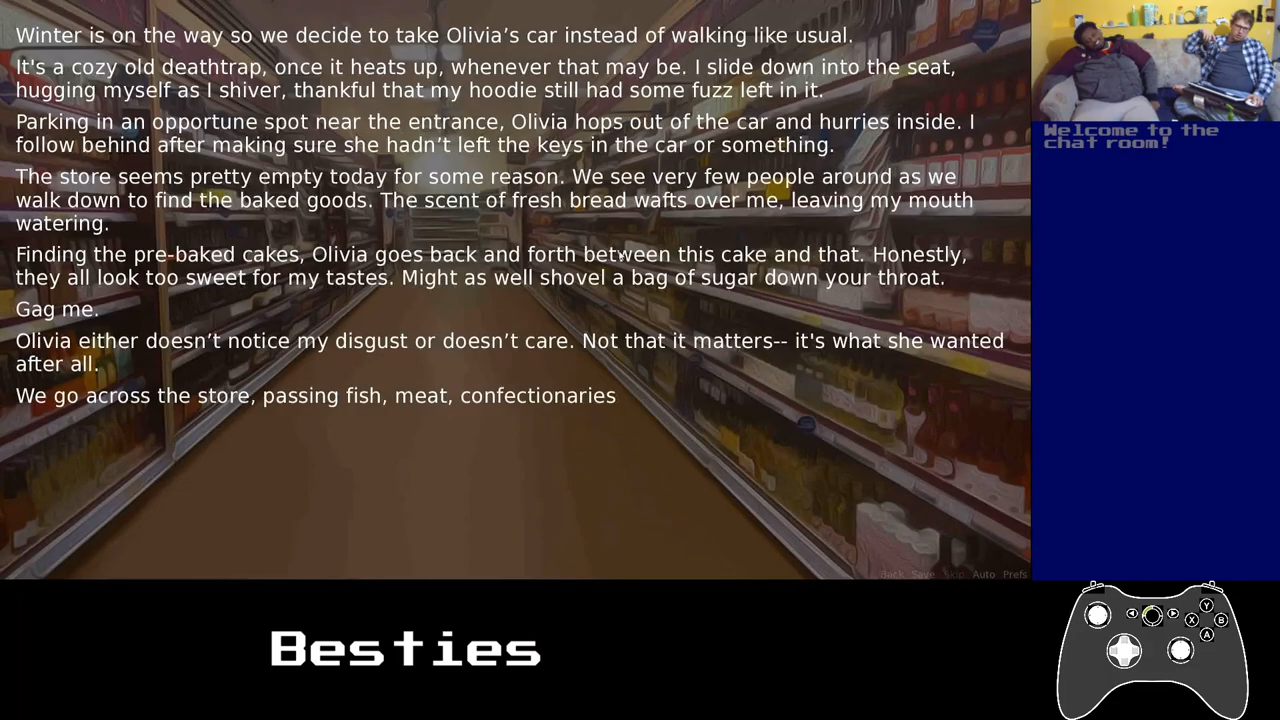 Winter is on the way so we decide to take Olivia’s car instead of walking like usual.
It's a cozy old deathtrap, once it heats up, whenever that may be. I slide down into the seat,
hugging myself as I shiver, thankful that my hoodie still had some fuzz left in it.
Parking in an opportune spot near the entrance, Olivia hops out of the car and hurries inside. I
follow behind after making sure she hadn’t left the keys in the car or something.
The store seems pretty empty today for some reason. We see very few people around as we
walk down to find the baked goods. The scent of fresh bread wafts over me, leaving my mouth
watering.
Finding the pre-baked cakes, Olivia goes back and forth between this cake and that. Honestly,
they all look too sweet for my tastes. Might as well shovel a bag of sugar down your throat.
Gag me.
Olivia either doesn’t notice my disgust or doesn’t care. Not that it matters-- it's what she wanted
after all.
We go across the store, passing fish, meat, confectionaries
Back Save Skip Auto Prefs
Welcome to the
chat room!
Besties
Y
X
B
A